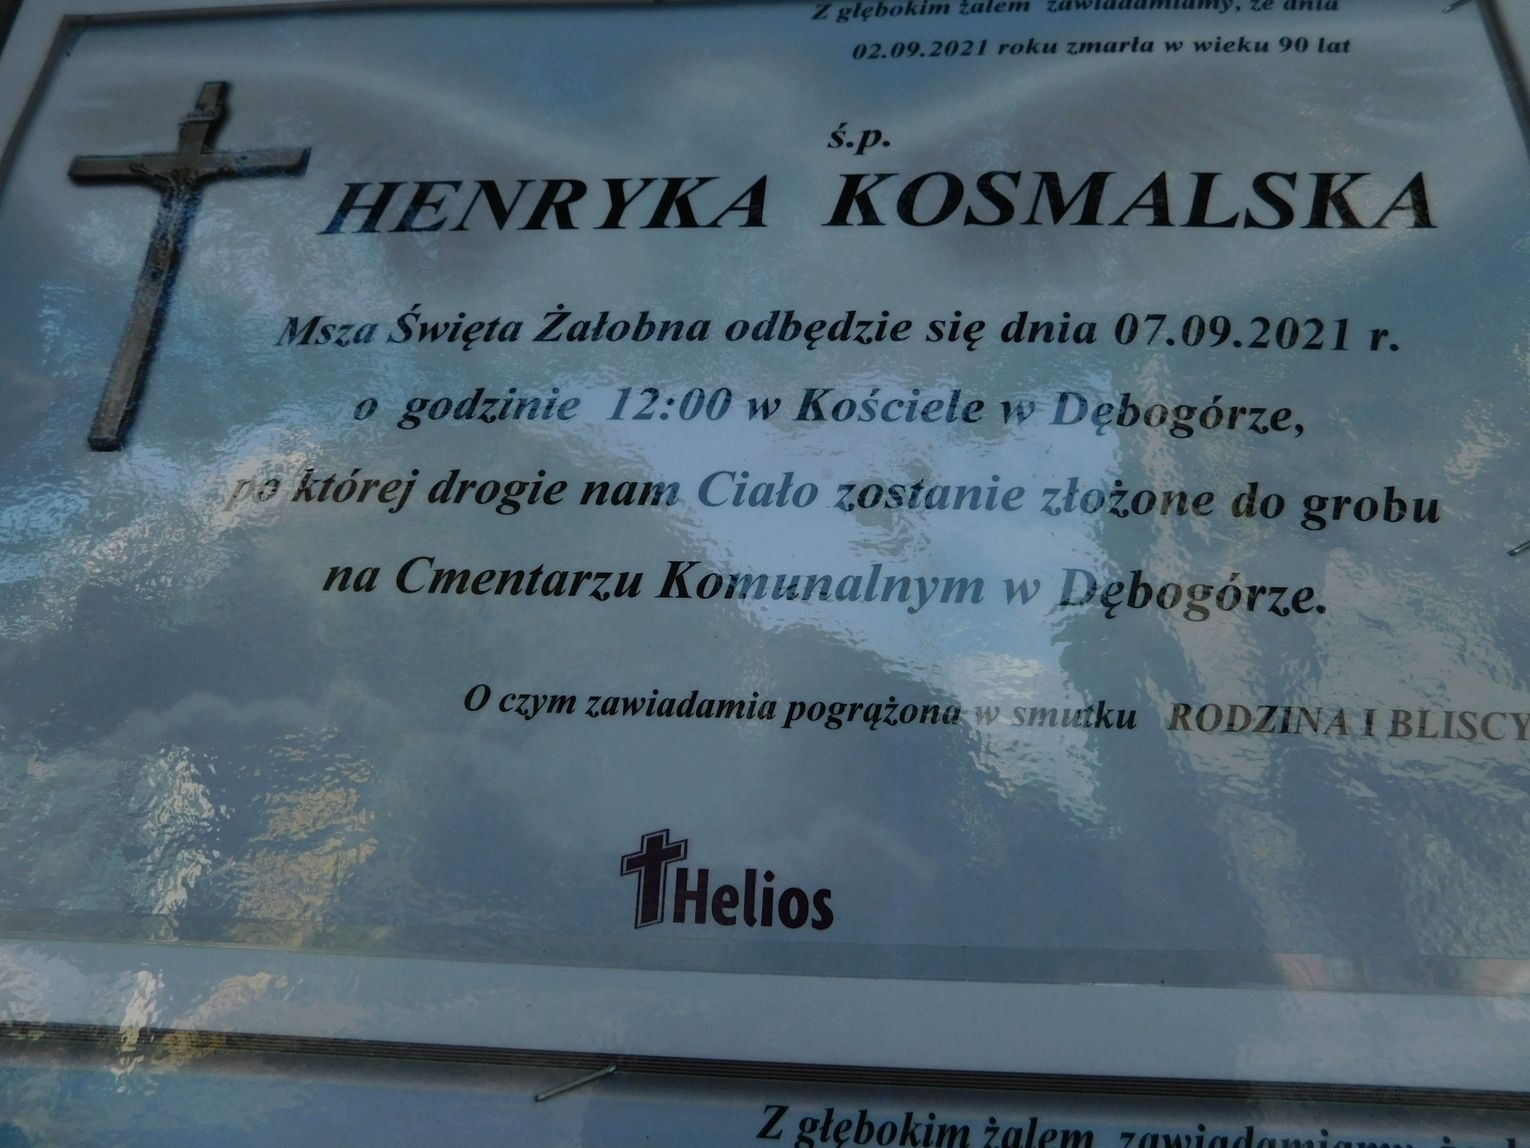 Z głębokim żalem zawiadamiamy, że dnia
02.09.2021 roku zmarła w wieku 90 lat
ś.p.
HENRYKA KOSMALSKA
Msza Święta Żałobna odbędzie się dnia 07.09.2021 r.
o godzinie 12:00 w Kościele w Dębogórze,
po której drogie nam Ciało zostanie złożone do grobu
na Cmentarzu Komunalnym w Dębogórze.
O czym zawiadamia pogrążona w smutku RODZINA I BLISCY
Helios
Z głębokim żalem zawiadamiamy